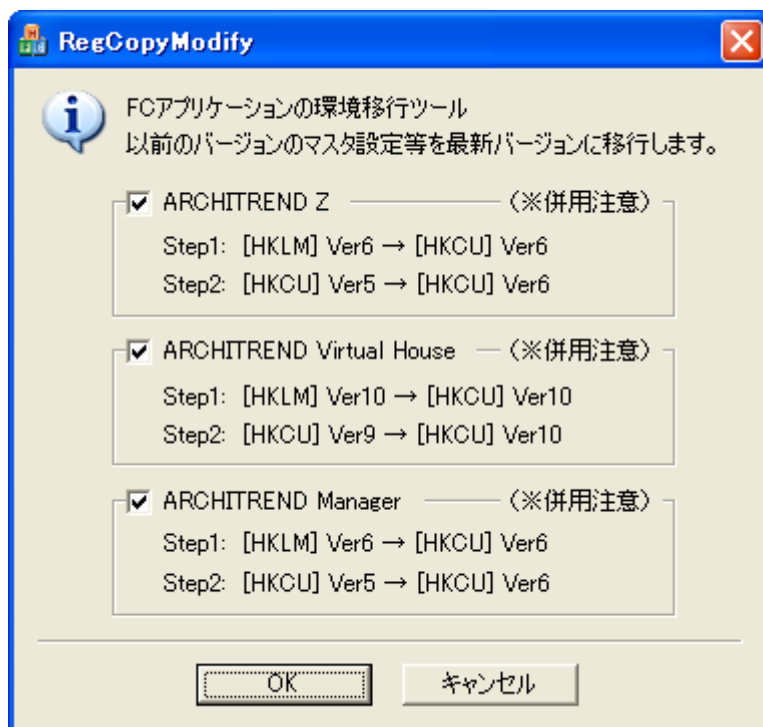 RegCopyModify
FCアプリケーションの環境移行ツール
以前のバージョンのマスタ設定等を最新バージョンに移行します。
ARCHITREND Z （※併用注意）
Step1: [HKLM] Ver6 → [HKCU] Ver6
Step2: [HKCU] Ver5 → [HKCU] Ver6
ARCHITREND Virtual House （※併用注意）
Step1: [HKLM] Ver10 → [HKCU] Ver10
Step2: [HKCU] Ver9 → [HKCU] Ver10
ARCHITREND Manager （※併用注意）
Step1: [HKLM] Ver6 → [HKCU] Ver6
Step2: [HKCU] Ver5 → [HKCU] Ver6
OK キャンセル